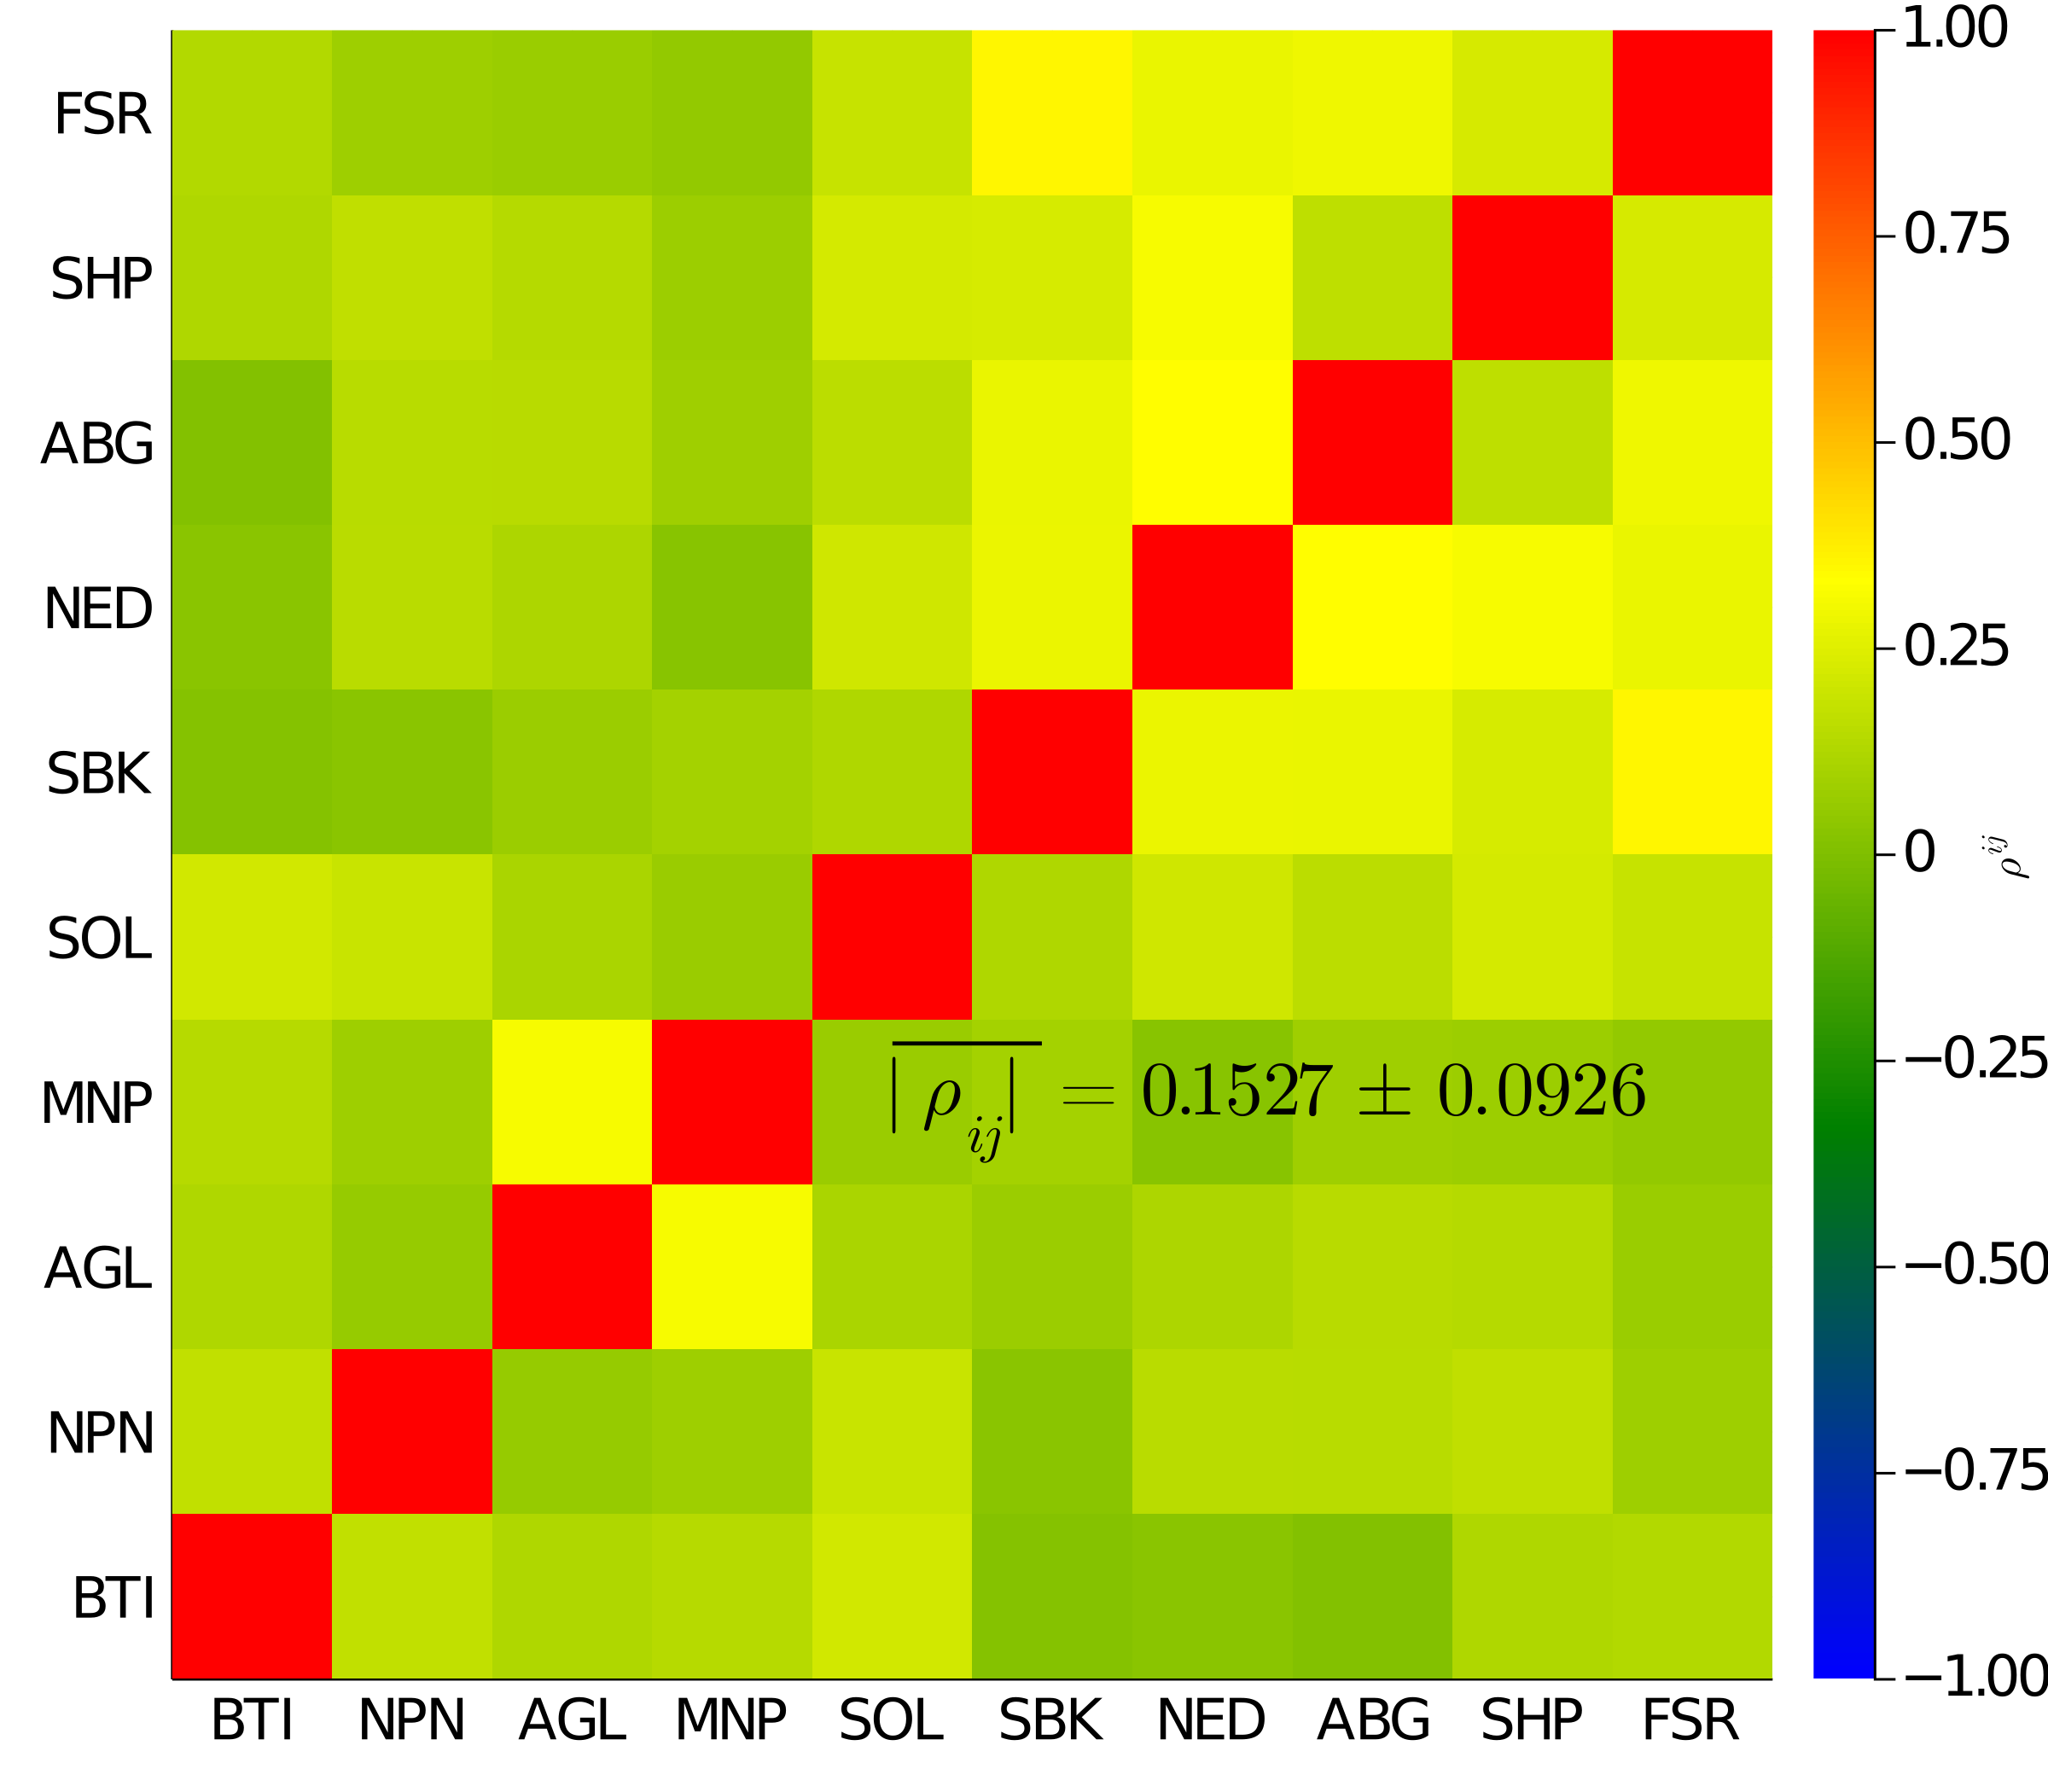 FSR
SHP
ABG
NED
SBK
SOL
MNP
AGL
NPN
BTI
BTI NPN AGL MNP SOL SBK NED ABG SHP FSR
|ρ_ij| = 0.1527 ± 0.0926
1.00
0.75
0.50
0.25
0
−0.25
−0.50
−0.75
−1.00
ρ_ij